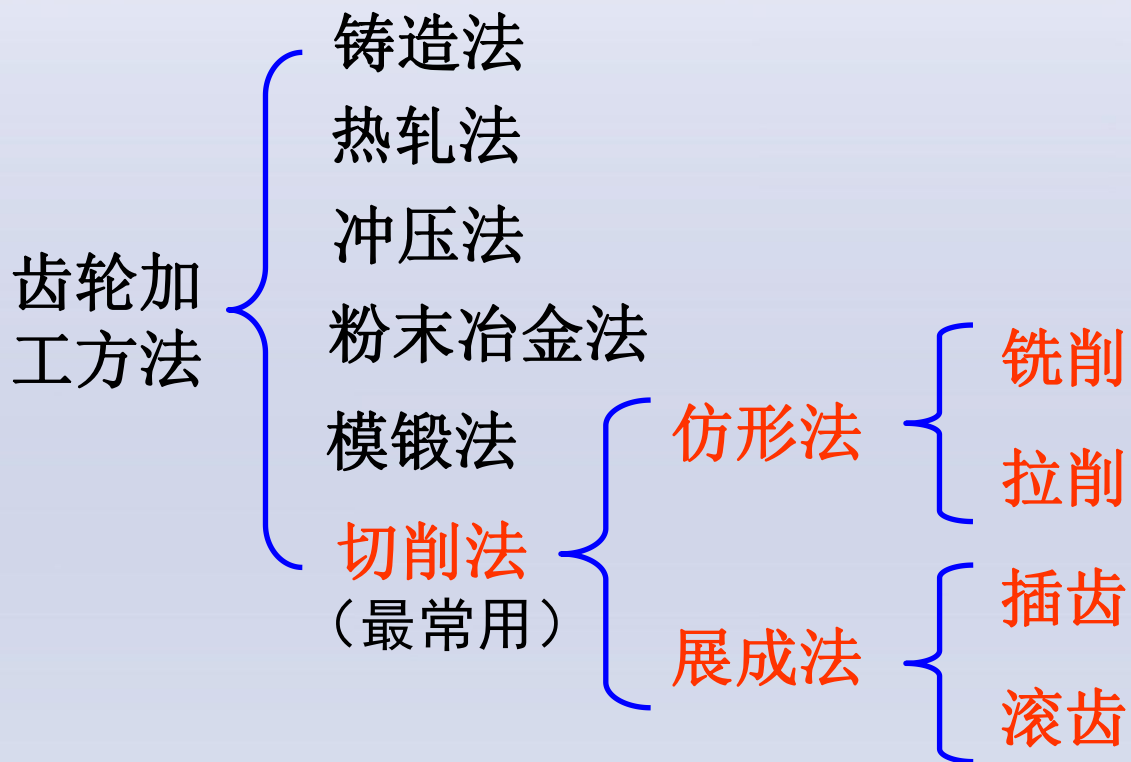 齿轮加
工方法
铸造法
热轧法
冲压法
粉末冶金法
模锻法
切削法
（最常用）
仿形法
铣削
拉削
展成法
插齿
滚齿